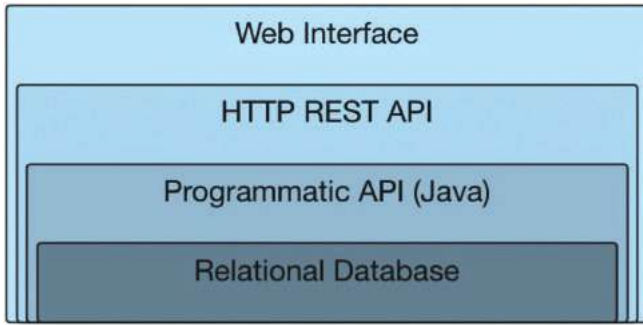 Web Interface
HTTP REST API
Programmatic API (Java)
Relational Database